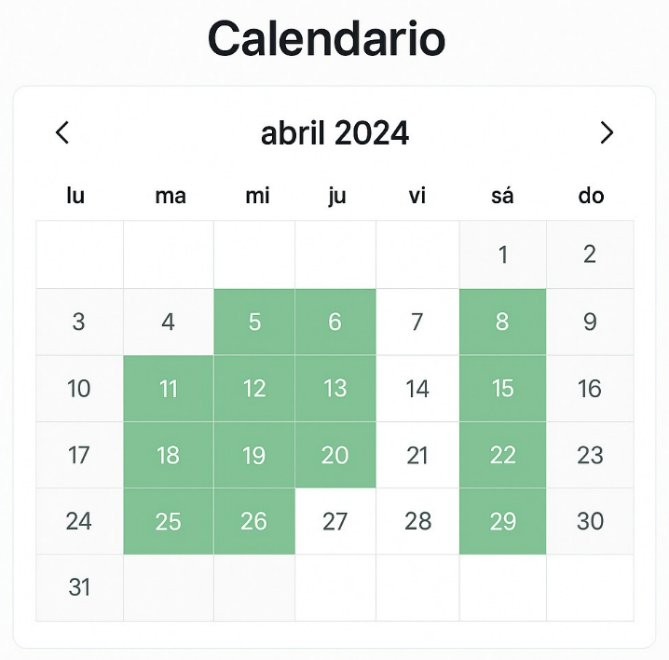 Calendario
abril 2024
lu ma mi ju vi sá do
1 2
3 4 5 6 7 8 9
10 11 12 13 14 15 16
17 18 19 20 21 22 23
24 25 26 27 28 29 30
31